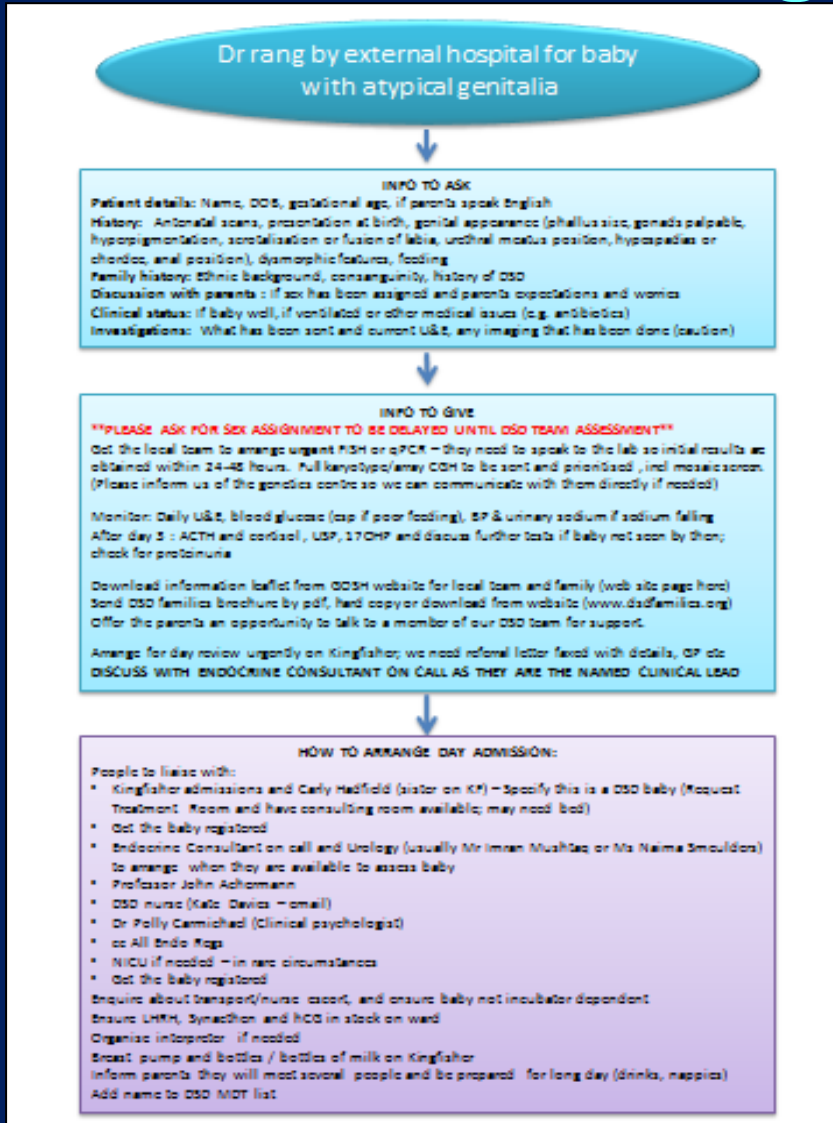 Dr rang by external hospital for baby
with atypical genitalia
INFO TO ASK
Patient details: Name, DOB, gestational age, if parents speak English
History: Antenatal scans, presentation at birth, genital appearance (phallus size, gonads palpable,
hyperpigmentation, scrotalisation or fusion of labia, urethral meatus position, hypospadias or
chordee, anal position), dysmorphic features, feeding
Family history: Ethnic background, consanguinity, history of DSD
Discussion with parents : If sex has been assigned and parents expectations and worries
Clinical status: If baby well, if ventilated or other medical issues (e.g. antibiotics)
Investigations: What has been sent and current U&E, any imaging that has been done (caution)
INFO TO GIVE
**PLEASE ASK FOR SEX ASSIGNMENT TO BE DELAYED UNTIL DSD TEAM ASSESSMENT**
Get the local team to arrange urgent FISH or qPCR – they need to speak to the lab so initial results are
obtained within 24-48 hours. Full karyotype/array CGH to be sent and prioritised , incl mosaic screen.
(Please inform us of the genetics centre so we can communicate with them directly if needed)
Monitor: Daily U&E, blood glucose (esp if poor feeding), BP & urinary sodium if sodium falling
After day 3 : ACTH and cortisol , USP, 17OHP and discuss further tests if baby not seen by then;
check for proteinuria
Download information leaflet from GOSH website for local team and family (web site page here)
Send DSD families brochure by pdf, hard copy or download from website (www.dsdfamilies.org)
Offer the parents an opportunity to talk to a member of our DSD team for support.
Arrange for day review urgently on Kingfisher; we need referral letter faxed with details, GP etc
DISCUSS WITH ENDOCRINE CONSULTANT ON CALL AS THEY ARE THE NAMED CLINICAL LEAD
HOW TO ARRANGE DAY ADMISSION:
People to liaise with:
• Kingfisher admissions and Carly Hadfield (sister on KF) – Specify this is a DSD baby (Request
Treatment Room and have consulting room available; may need bed)
• Get the baby registered
• Endocrine Consultant on call and Urology (usually Mr Imran Mushtaq or Ms Naima Smeulders)
to arrange when they are available to assess baby
• Professor John Achermann
• DSD nurse (Kate Davies – email)
• Dr Polly Carmichael (Clinical psychologist)
• cc All Endo Regs
• NICU if needed – in rare circumstances
• Get the baby registered
Enquire about transport/nurse escort, and ensure baby not incubator dependent
Ensure LHRH, Synacthen and hCG in stock on ward
Organise interpreter if needed
Breast pump and bottles / bottles of milk on Kingfisher
Inform parents they will meet several people and be prepared for long day (drinks, nappies)
Add name to DSD MDT list